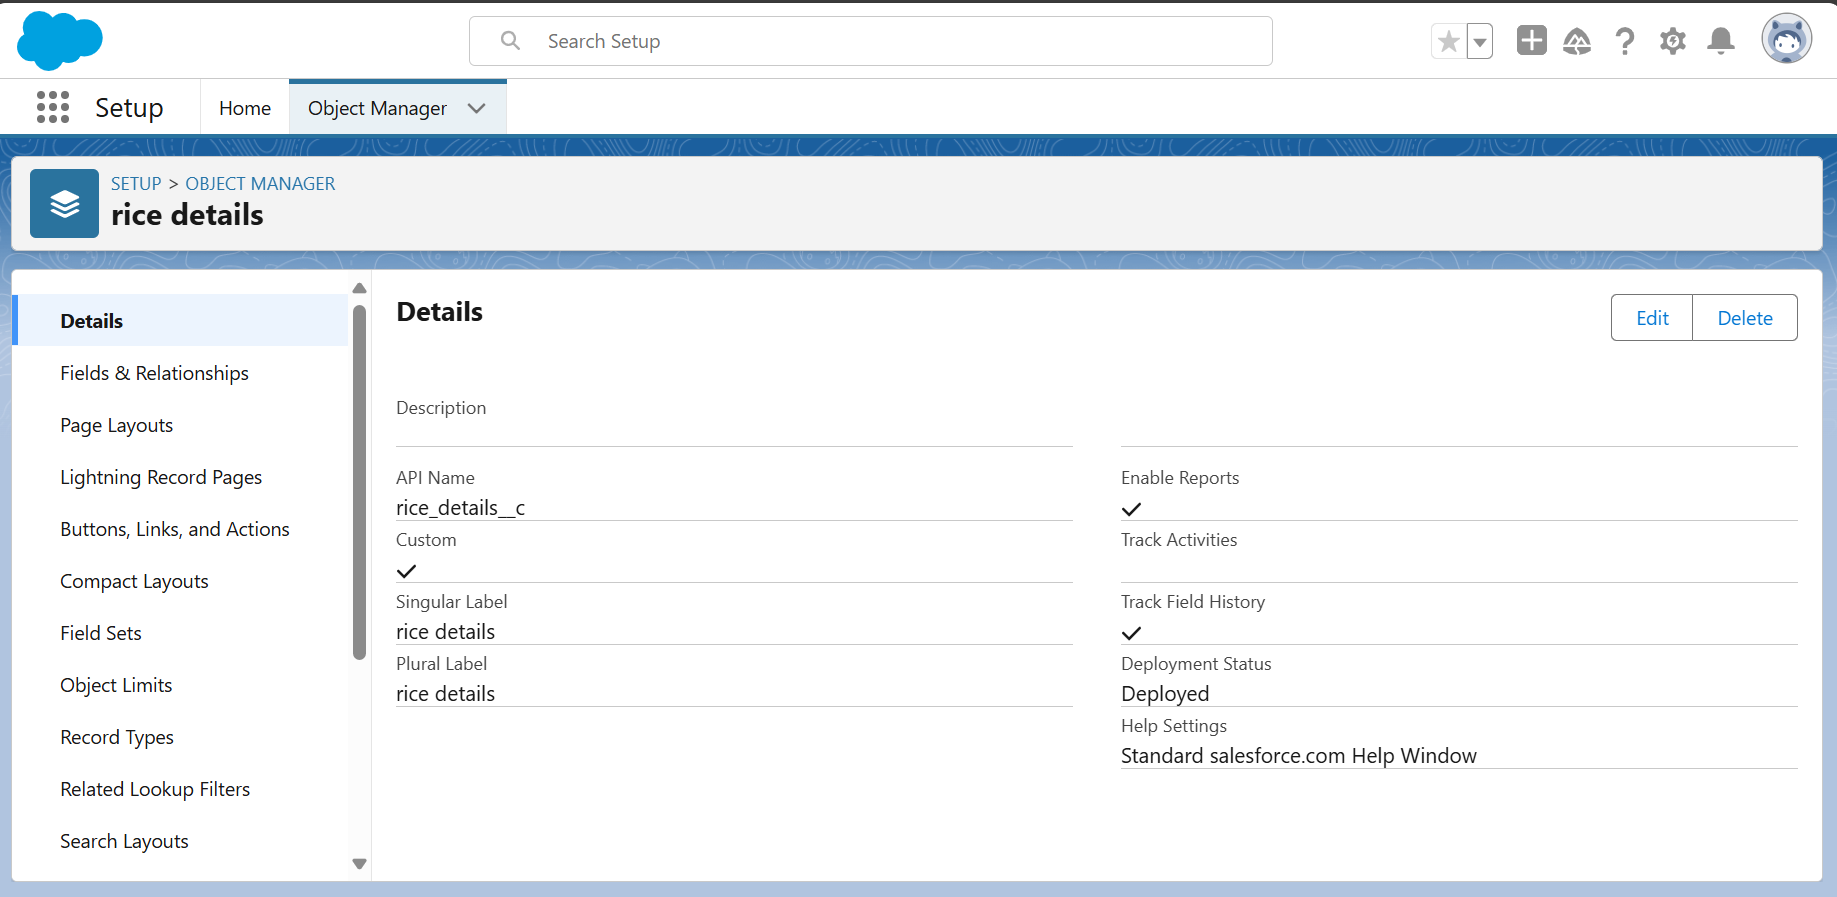 Search Setup
Setup
Home
Object Manager
SETUP > OBJECT MANAGER
rice details
Details
Fields & Relationships
Page Layouts
Lightning Record Pages
Buttons, Links, and Actions
Compact Layouts
Field Sets
Object Limits
Record Types
Related Lookup Filters
Search Layouts
Details
Edit
Delete
Description
API Name
rice_details__c
Custom
Singular Label
rice details
Plural Label
rice details
Enable Reports
Track Activities
Track Field History
Deployment Status
Deployed
Help Settings
Standard salesforce.com Help Window